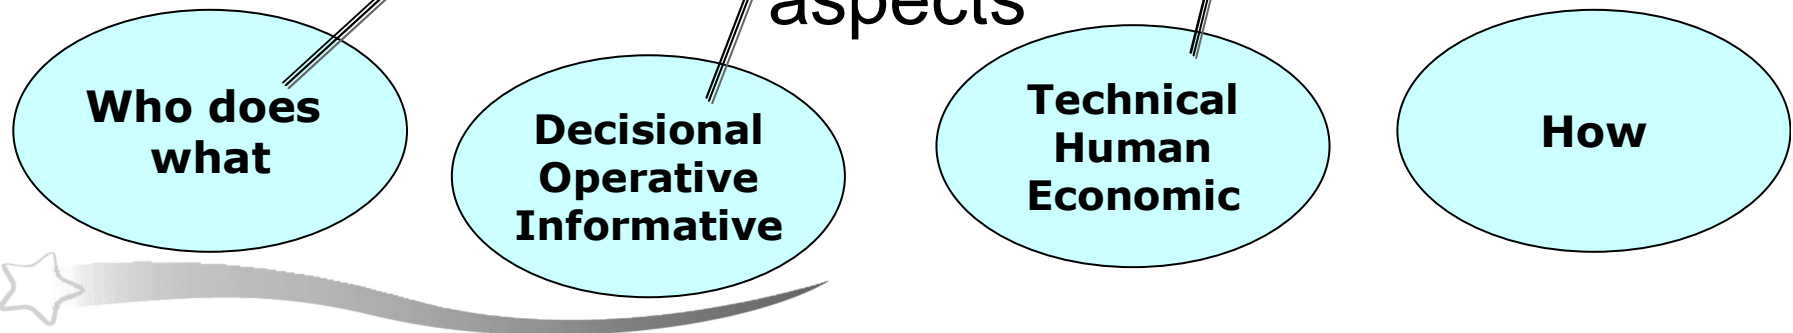 aspects
Who does
what
Decisional
Operative
Informative
Technical
Human
Economic
How